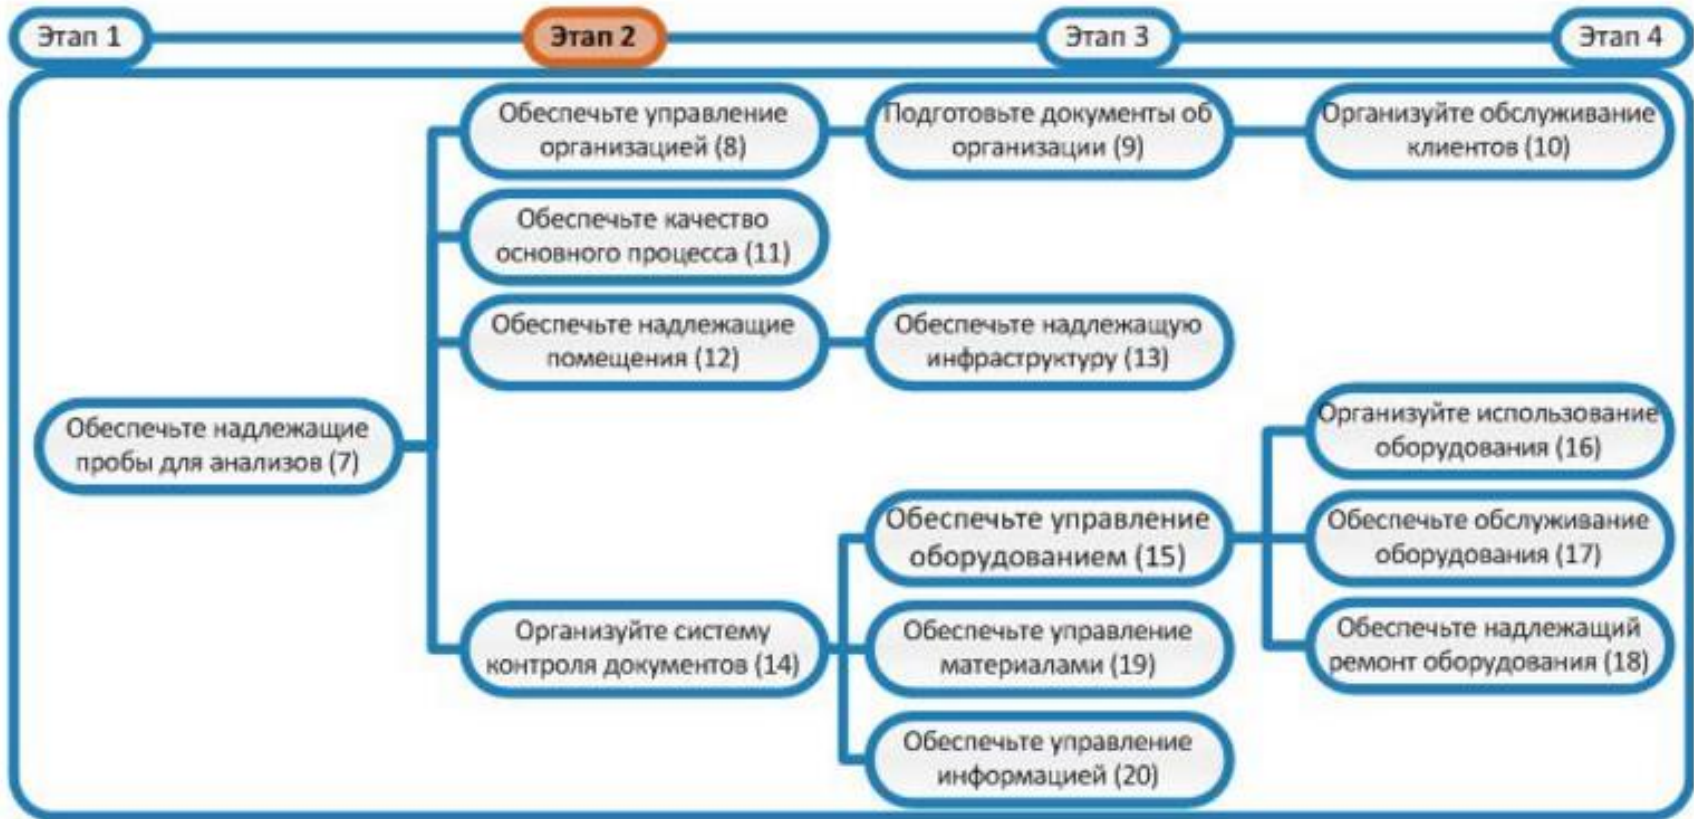 Этап 1
Этап 2
Этап 3
Этап 4
Обеспечьте управление
организацией (8)
Подготовьте документы об
организации (9)
Организуйте обслуживание
клиентов (10)
Обеспечьте качество
основного процесса (11)
Обеспечьте надлежащие
помещения (12)
Обеспечьте надлежащую
инфраструктуру (13)
Обеспечьте надлежащие
пробы для анализов (7)
Организуйте использование
оборудования (16)
Обеспечьте управление
оборудованием (15)
Обеспечьте обслуживание
оборудования (17)
Организуйте систему
контроля документов (14)
Обеспечьте управление
материалами (19)
Обеспечьте надлежащий
ремонт оборудования (18)
Обеспечьте управление
информацией (20)